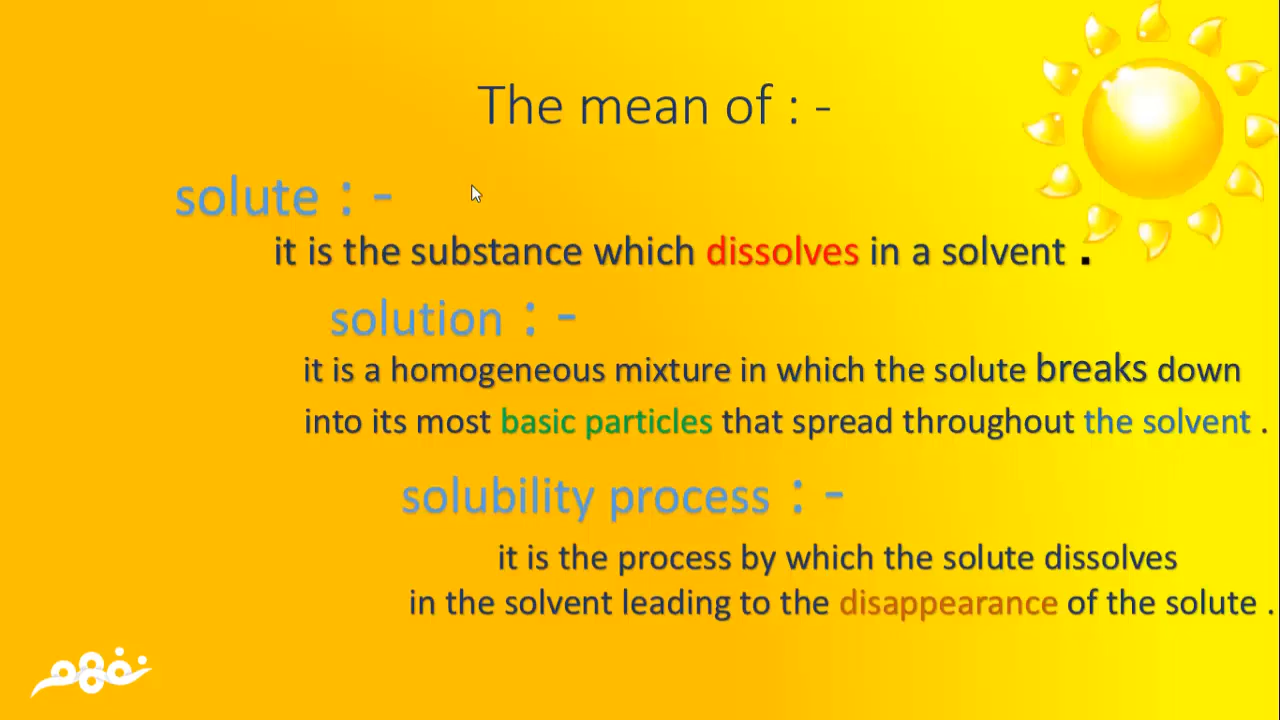 The mean of : -
solute : -
it is the substance which dissolves in a solvent .
solution : -
it is a homogeneous mixture in which the solute breaks down
into its most basic particles that spread throughout the solvent .
solubility process : -
it is the process by which the solute dissolves
in the solvent leading to the disappearance of the solute .
نفهم